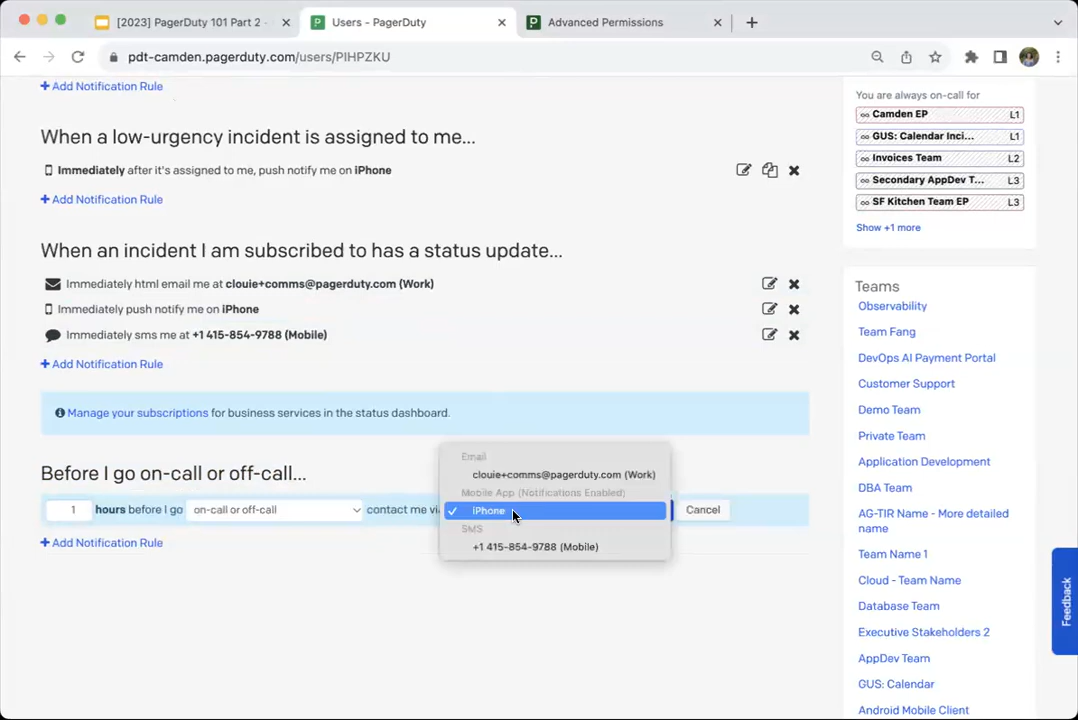 [2023] PagerDuty 101 Part 2 -
Users - PagerDuty
Advanced Permissions
pdt-camden.pagerduty.com/users/PIHPZKU
+ Add Notification Rule
When a low-urgency incident is assigned to me...
Immediately after it's assigned to me, push notify me on iPhone
+ Add Notification Rule
When an incident I am subscribed to has a status update...
Immediately html email me at clouie+comms@pagerduty.com (Work)
Immediately push notify me on iPhone
Immediately sms me at +1 415-854-9788 (Mobile)
+ Add Notification Rule
Manage your subscriptions for business services in the status dashboard.
Before I go on-call or off-call...
1 hours before I go on-call or off-call contact me via
Email
clouie+comms@pagerduty.com (Work)
Mobile App (Notifications Enabled)
✓ iPhone
SMS
+1 415-854-9788 (Mobile)
Cancel
+ Add Notification Rule
You are always on-call for
∞ Camden EP L1
∞ GUS: Calendar Inci... L1
∞ Invoices Team L2
∞ Secondary AppDev T... L3
∞ SF Kitchen Team EP L3
Show +1 more
Teams
Observability
Team Fang
DevOps AI Payment Portal
Customer Support
Demo Team
Private Team
Application Development
DBA Team
AG-TIR Name - More detailed
name
Team Name 1
Cloud - Team Name
Database Team
Executive Stakeholders 2
AppDev Team
GUS: Calendar
Android Mobile Client
Feedback